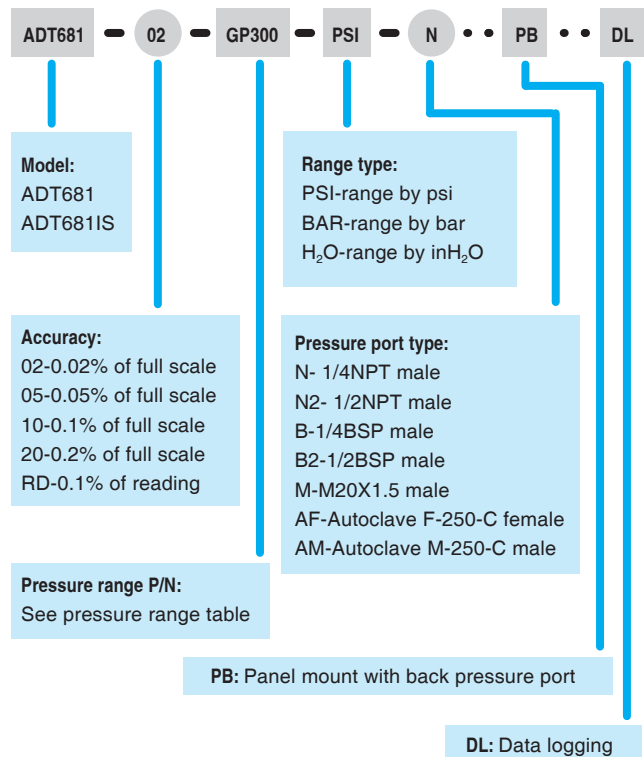 ADT681 – 02 – GP300 – PSI – N · · PB · · DL
Model:
ADT681
ADT681IS
Range type:
PSI-range by psi
BAR-range by bar
H₂O-range by inH₂O
Accuracy:
02-0.02% of full scale
05-0.05% of full scale
10-0.1% of full scale
20-0.2% of full scale
RD-0.1% of reading
Pressure port type:
N- 1/4NPT male
N2- 1/2NPT male
B-1/4BSP male
B2-1/2BSP male
M-M20X1.5 male
AF-Autoclave F-250-C female
AM-Autoclave M-250-C male
Pressure range P/N:
See pressure range table
PB: Panel mount with back pressure port
DL: Data logging